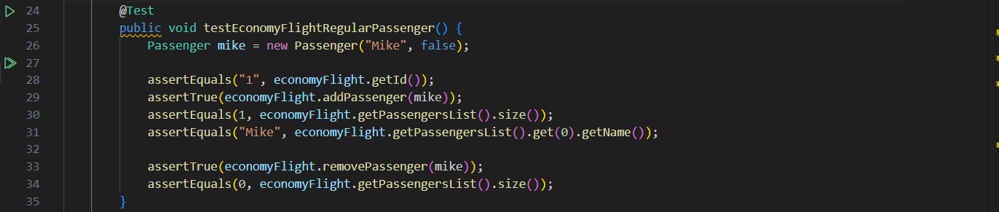 24 @Test
25 public void testEconomyFlightRegularPassenger() {
26 Passenger mike = new Passenger("Mike", false);
27
28 assertEquals("1", economyFlight.getId());
29 assertTrue(economyFlight.addPassenger(mike));
30 assertEquals(1, economyFlight.getPassengersList().size());
31 assertEquals("Mike", economyFlight.getPassengersList().get(0).getName());
32
33 assertTrue(economyFlight.removePassenger(mike));
34 assertEquals(0, economyFlight.getPassengersList().size());
35 }